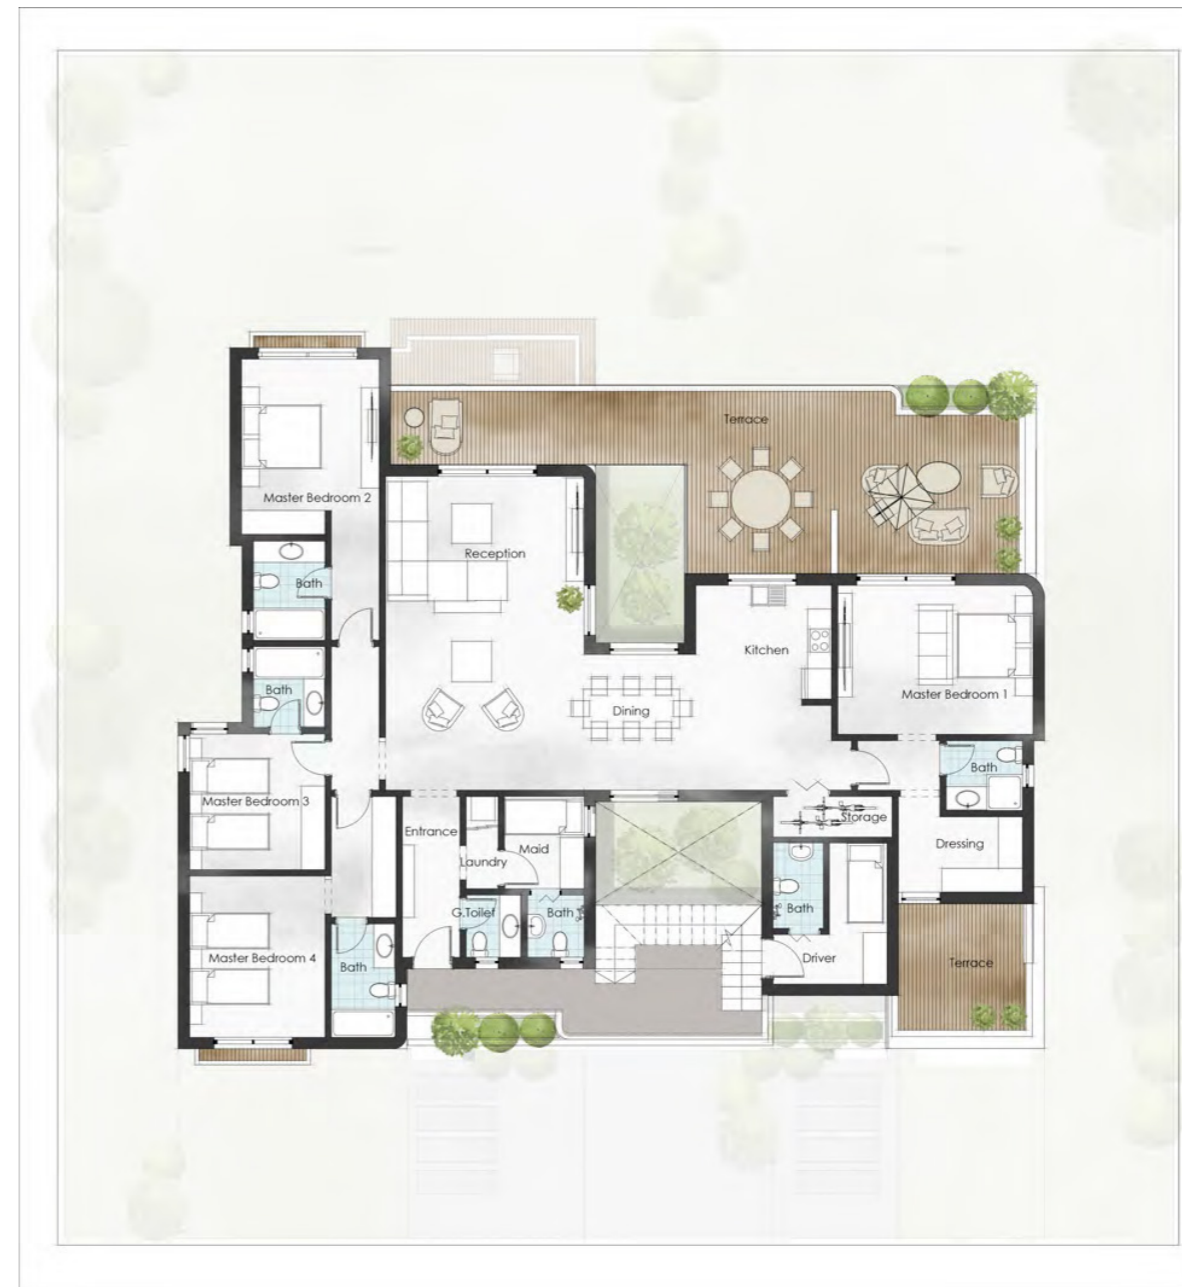 Terrace
Master Bedroom 2
Reception
Bath
Kitchen
Bath
Master Bedroom 1
Dining
Bath
Master Bedroom 3
Storage
Entrance
Dressing
Maid
Laundry
G.Toilet
Bath
Bath
Master Bedroom 4
Driver
Terrace
Bath